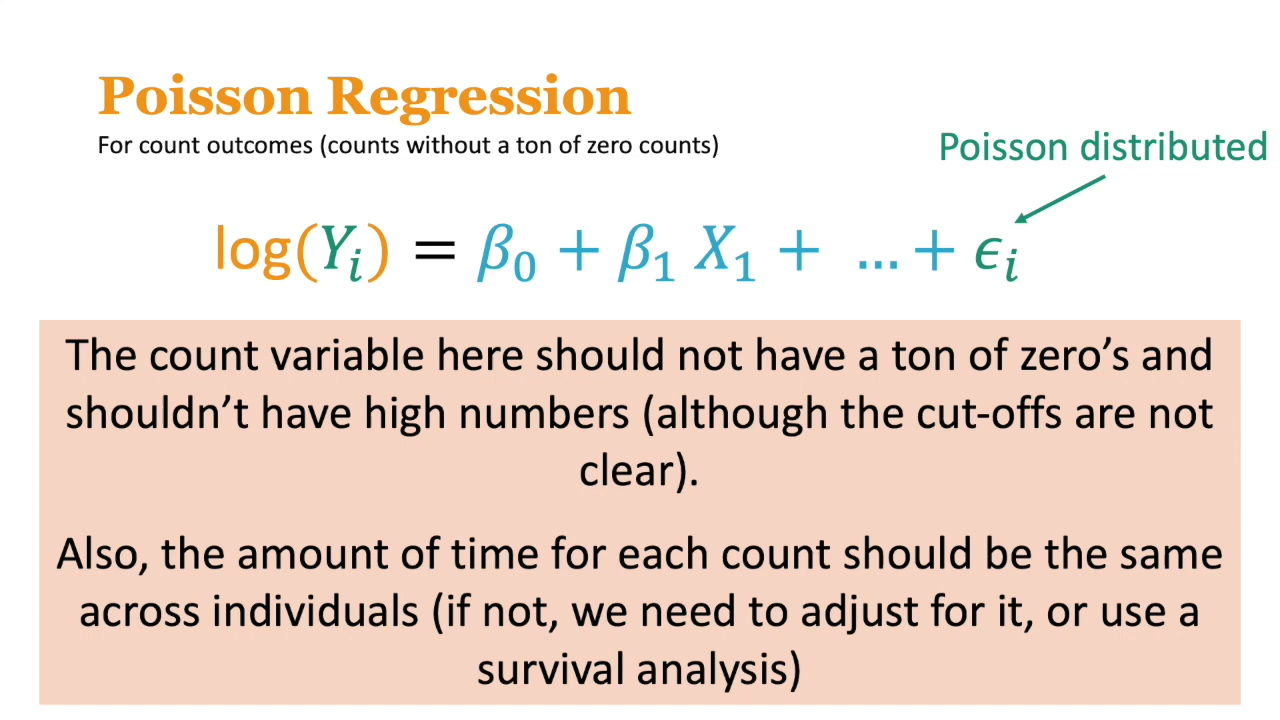 Poisson Regression
For count outcomes (counts without a ton of zero counts)
Poisson distributed
log(Yᵢ) = β₀ + β₁ X₁ + … + ϵᵢ
The count variable here should not have a ton of zero’s and
shouldn’t have high numbers (although the cut-offs are not
clear).
Also, the amount of time for each count should be the same
across individuals (if not, we need to adjust for it, or use a
survival analysis)